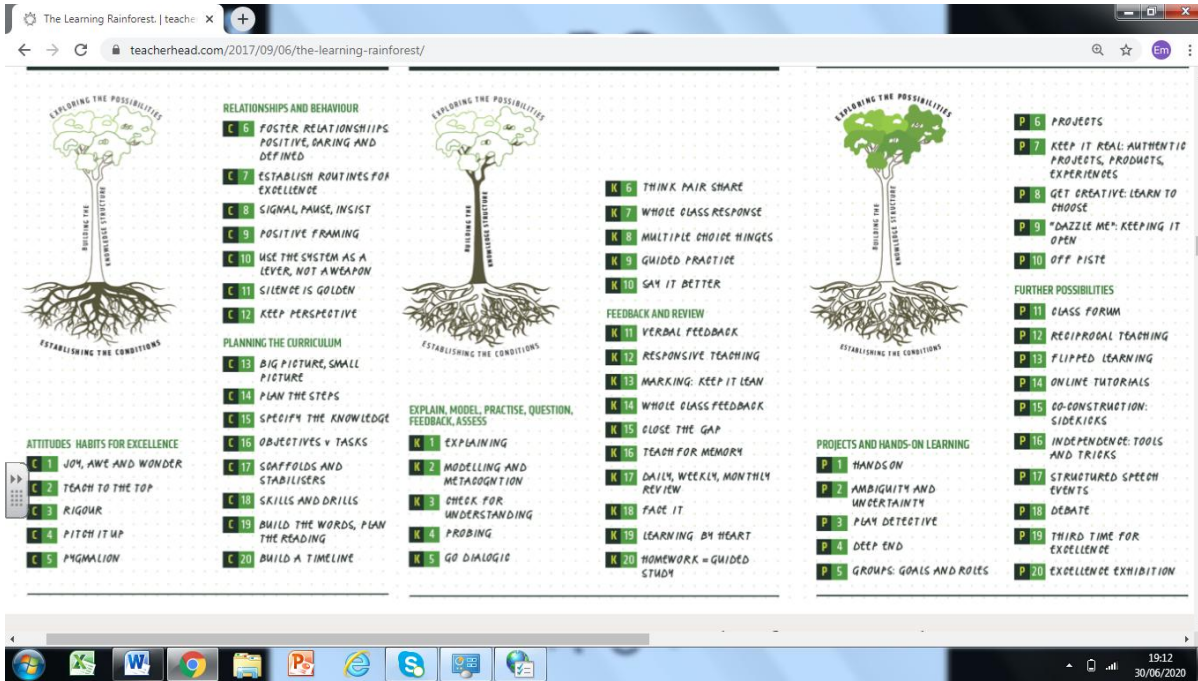 The Learning Rainforest. | teache
teacherhead.com/2017/09/06/the-learning-rainforest/
Em
EXPLORING THE POSSIBILITIES
BUILDING THE
KNOWLEDGE STRUCTURE
ESTABLISHING THE CONDITIONS
ATTITUDES HABITS FOR EXCELLENCE
C 1 JOY, AWE AND WONDER
C 2 TEACH TO THE TOP
C 3 RIGOUR
C 4 PITCH IT UP
C 5 PYGMALION
RELATIONSHIPS AND BEHAVIOUR
C 6 FOSTER RELATIONSHIIPS
POSITIVE, CARING AND
DEFINED
C 7 ESTABLISH ROUTINES FOR
EXCELLENCE
C 8 SIGNAL, PAUSE, INSIST
C 9 POSITIVE FRAMING
C 10 USE THE SYSTEM AS A
LEVER, NOT A WEAPON
C 11 SILENCE IS GOLDEN
C 12 KEEP PERSPECTIVE
PLANNING THE CURRICULUM
C 13 BIG PICTURE, SMALL
PICTURE
C 14 PLAN THE STEPS
C 15 SPECIFY THE KNOWLEDGE
C 16 OBJECTIVES v TASKS
C 17 SCAFFOLDS AND
STABILISERS
C 18 SKILLS AND DRILLS
C 19 BUILD THE WORDS, PLAN
THE READING
C 20 BUILD A TIMELINE
EXPLORING THE POSSIBILITIES
BUILDING THE
KNOWLEDGE STRUCTURE
ESTABLISHING THE CONDITIONS
EXPLAIN, MODEL, PRACTISE, QUESTION,
FEEDBACK, ASSESS
K 1 EXPLAINING
K 2 MODELLING AND
METACOGNTION
K 3 CHECK FOR
UNDERSTANDING
K 4 PROBING
K 5 GO DIALOGIC
K 6 THINK PAIR SHARE
K 7 WHOLE CLASS RESPONSE
K 8 MULTIPLE CHOICE HINGES
K 9 GUIDED PRACTICE
K 10 SAY IT BETTER
FEEDBACK AND REVIEW
K 11 VERBAL FEEDBACK
K 12 RESPONSIVE TEACHING
K 13 MARKING: KEEP IT LEAN
K 14 WHOLE CLASS FEEDBACK
K 15 CLOSE THE GAP
K 16 TEACH FOR MEMORY
K 17 DAILY, WEEKLY, MONTHLY
REVIEW
K 18 FACE IT
K 19 LEARNING BY HEART
K 20 HOMEWORK = GUIDED
STUDY
EXPLORING THE POSSIBILITIES
BUILDING THE
KNOWLEDGE STRUCTURE
ESTABLISHING THE CONDITIONS
PROJECTS AND HANDS-ON LEARNING
P 1 HANDS ON
P 2 AMBIGUITY AND
UNCERTAINTY
P 3 PLAY DETECTIVE
P 4 DEEP END
P 5 GROUPS: GOALS AND ROLES
P 6 PROJECTS
P 7 KEEP IT REAL: AUTHENTIC
PROJECTS, PRODUCTS,
EXPERIENCES
P 8 GET CREATIVE: LEARN TO
CHOOSE
P 9 "DAZZLE ME": KEEPING IT
OPEN
P 10 OFF PISTE
FURTHER POSSIBILITIES
P 11 CLASS FORUM
P 12 RECIPROCAL TEACHING
P 13 FLIPPED LEARNING
P 14 ONLINE TUTORIALS
P 15 CO-CONSTRUCTION:
SIDEKICKS
P 16 INDEPENDENCE: TOOLS
AND TRICKS
P 17 STRUCTURED SPEECH
EVENTS
P 18 DEBATE
P 19 THIRD TIME FOR
EXCELLENCE
P 20 EXCELLENCE EXHIBITION
19:12
30/06/2020